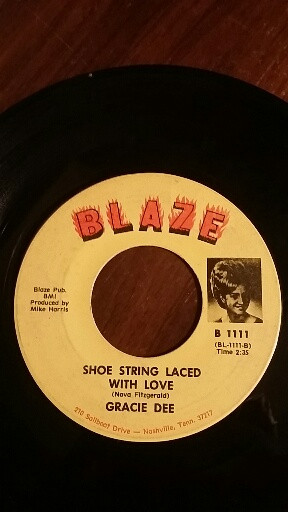 BLAZE
Blaze Pub.
BMI
Produced by
Mike Harris
B 1111
(BL-1111-B)
Time 2:35
SHOE STRING LACED
WITH LOVE
(Nova Fitzgerald)
GRACIE DEE
210 Sailboat Drive — Nashville, Tenn. 37217